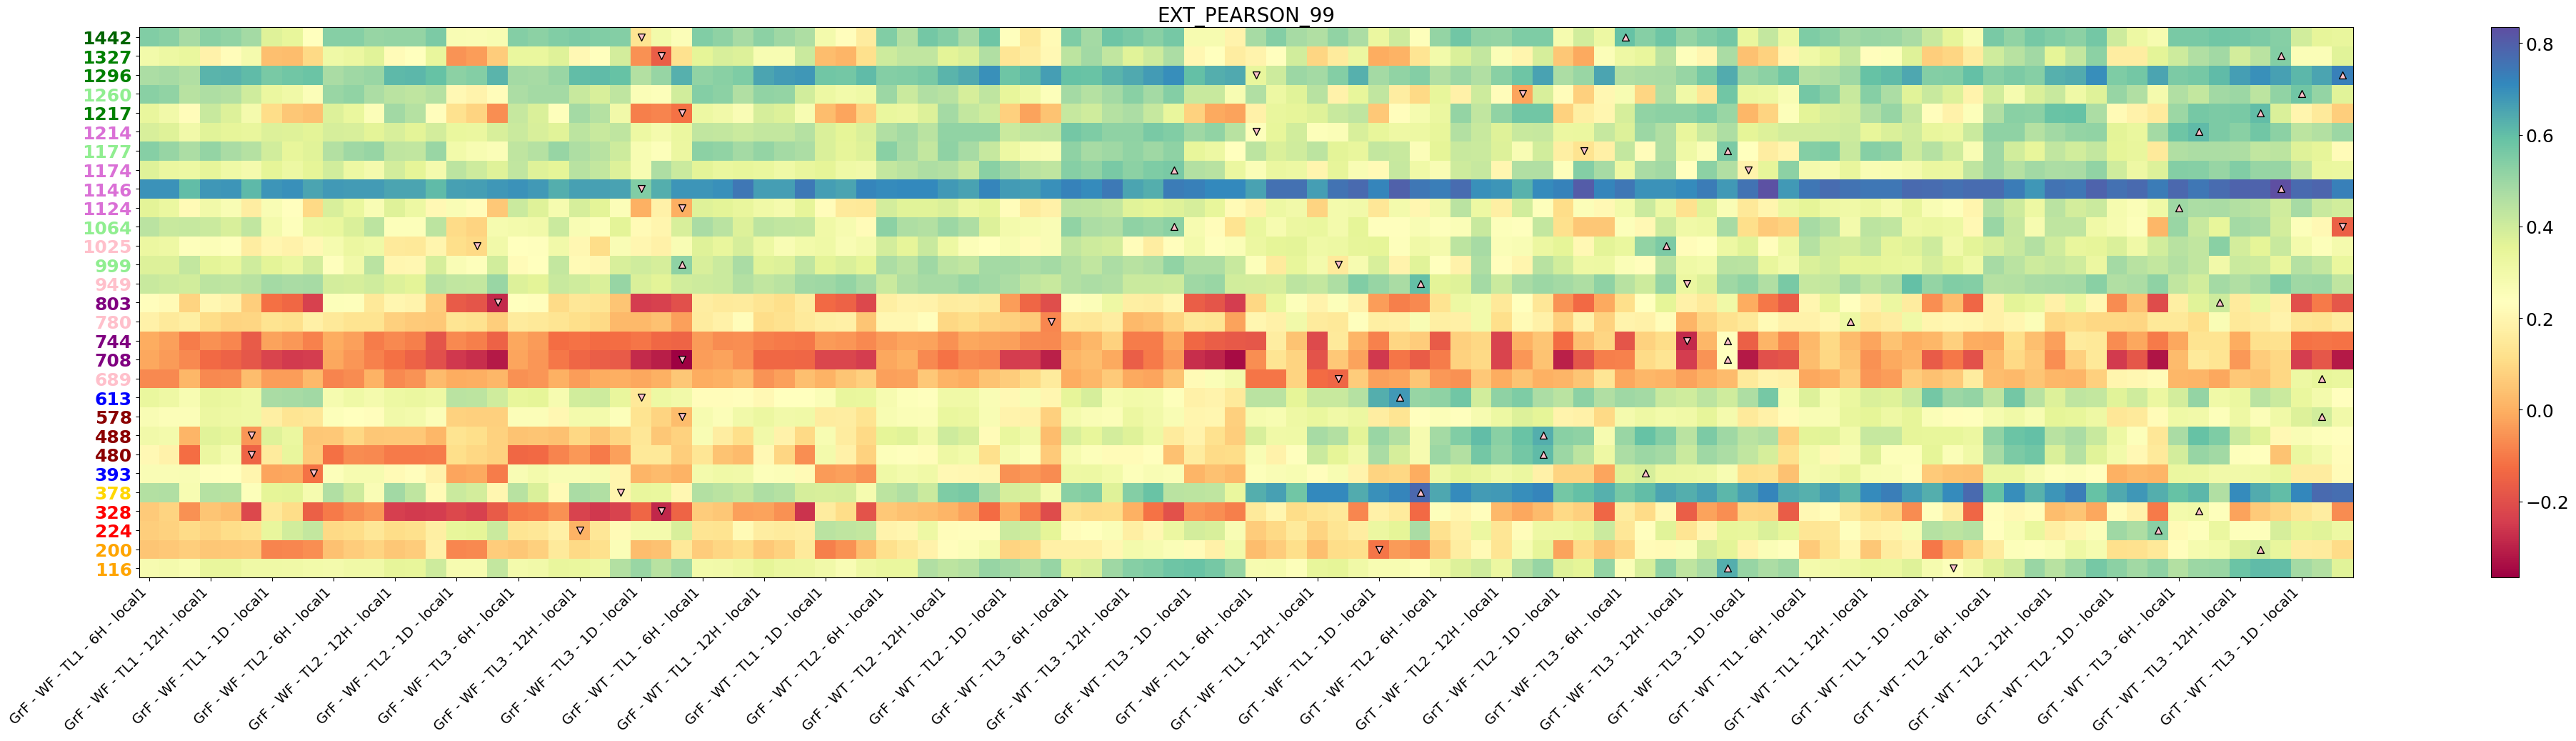 EXT_PEARSON_99
1442
1327
1296
1260
1217
1214
1177
1174
1146
1124
1064
1025
999
949
803
780
744
708
689
613
578
488
480
393
378
328
224
200
116
0.8
0.6
0.4
0.2
0.0
−0.2
GrF - WF - TL1 - 6H - local1
GrF - WF - TL1 - 12H - local1
GrF - WF - TL1 - 1D - local1
GrF - WF - TL2 - 6H - local1
GrF - WF - TL2 - 12H - local1
GrF - WF - TL2 - 1D - local1
GrF - WF - TL3 - 6H - local1
GrF - WF - TL3 - 12H - local1
GrF - WF - TL3 - 1D - local1
GrF - WT - TL1 - 6H - local1
GrF - WT - TL1 - 12H - local1
GrF - WT - TL1 - 1D - local1
GrF - WT - TL2 - 6H - local1
GrF - WT - TL2 - 12H - local1
GrF - WT - TL2 - 1D - local1
GrF - WT - TL3 - 6H - local1
GrF - WT - TL3 - 12H - local1
GrF - WT - TL3 - 1D - local1
GrT - WF - TL1 - 6H - local1
GrT - WF - TL1 - 12H - local1
GrT - WF - TL1 - 1D - local1
GrT - WF - TL2 - 6H - local1
GrT - WF - TL2 - 12H - local1
GrT - WF - TL2 - 1D - local1
GrT - WF - TL3 - 6H - local1
GrT - WF - TL3 - 12H - local1
GrT - WF - TL3 - 1D - local1
GrT - WT - TL1 - 6H - local1
GrT - WT - TL1 - 12H - local1
GrT - WT - TL1 - 1D - local1
GrT - WT - TL2 - 6H - local1
GrT - WT - TL2 - 12H - local1
GrT - WT - TL2 - 1D - local1
GrT - WT - TL3 - 6H - local1
GrT - WT - TL3 - 12H - local1
GrT - WT - TL3 - 1D - local1